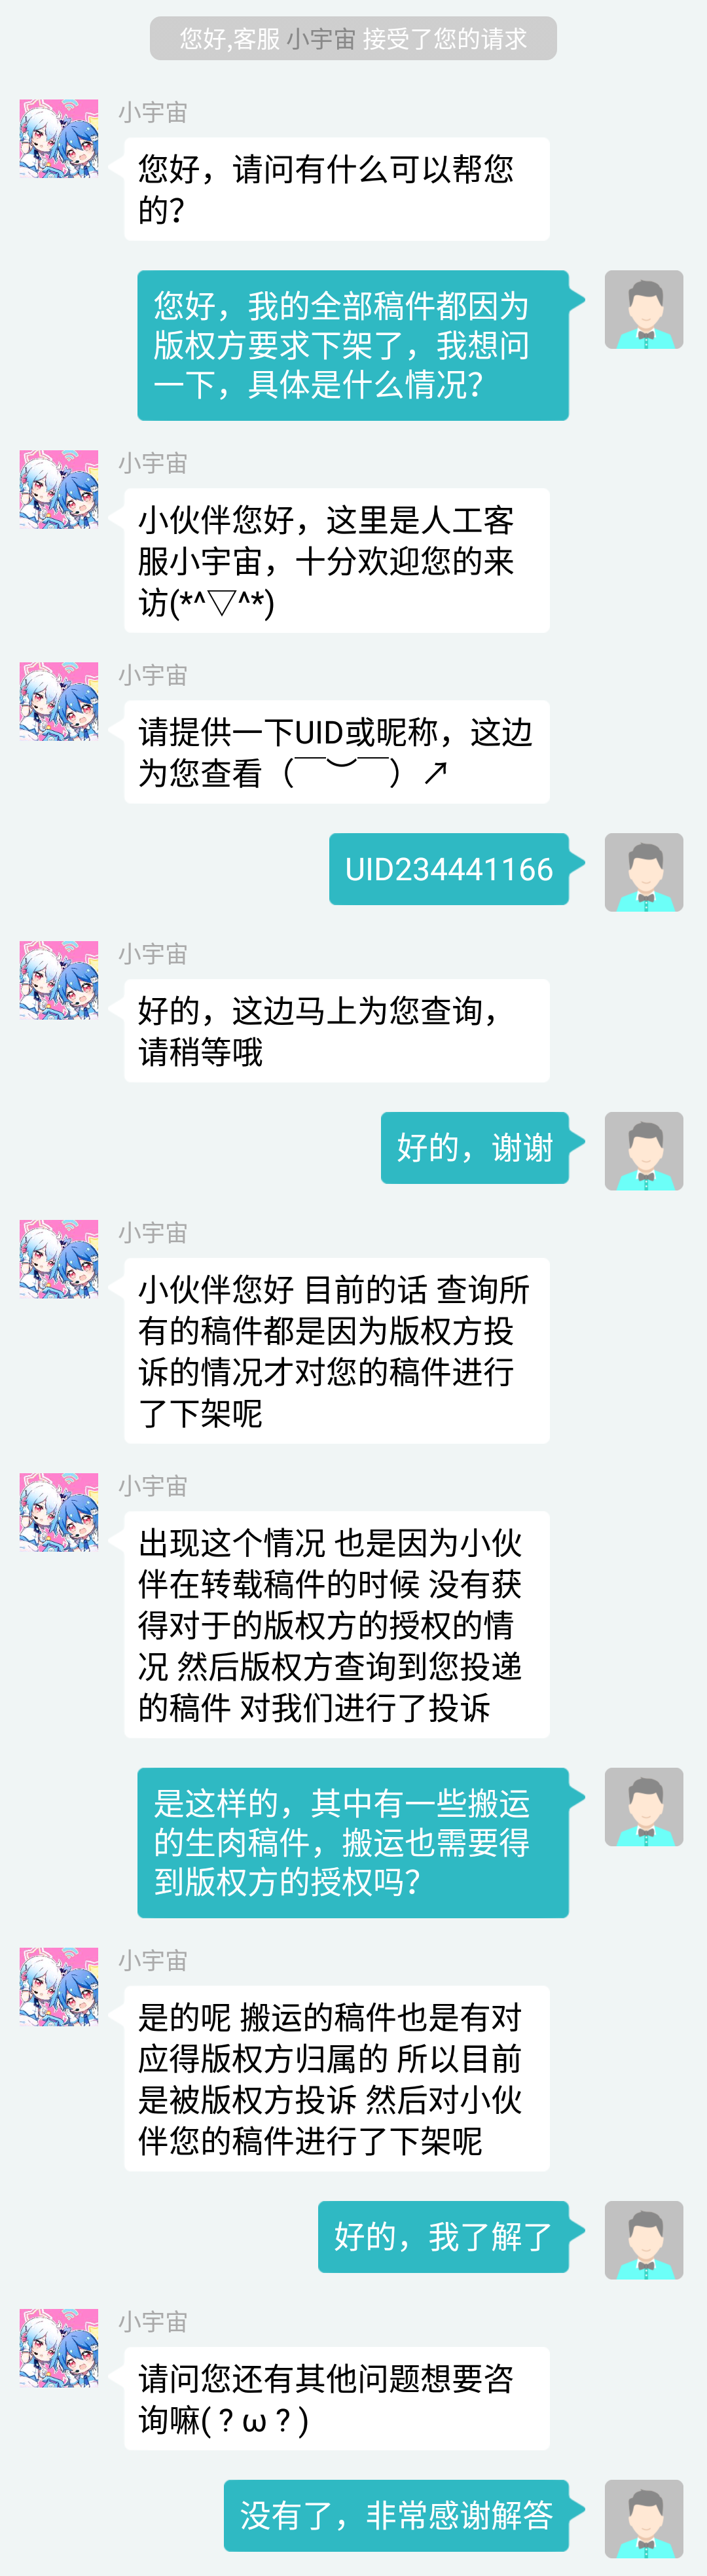 您好,客服 小宇宙 接受了您的请求
小宇宙
您好，请问有什么可以帮您
的？
您好，我的全部稿件都因为
版权方要求下架了，我想问
一下，具体是什么情况？
小宇宙
小伙伴您好，这里是人工客
服小宇宙，十分欢迎您的来
访(*^▽^*)
小宇宙
请提供一下UID或昵称，这边
为您查看（￣︶￣）↗
UID234441166
小宇宙
好的，这边马上为您查询，
请稍等哦
好的，谢谢
小宇宙
小伙伴您好 目前的话 查询所
有的稿件都是因为版权方投
诉的情况才对您的稿件进行
了下架呢
小宇宙
出现这个情况 也是因为小伙
伴在转载稿件的时候 没有获
得对于的版权方的授权的情
况 然后版权方查询到您投递
的稿件 对我们进行了投诉
是这样的，其中有一些搬运
的生肉稿件，搬运也需要得
到版权方的授权吗？
小宇宙
是的呢 搬运的稿件也是有对
应得版权方归属的 所以目前
是被版权方投诉 然后对小伙
伴您的稿件进行了下架呢
好的，我了解了
小宇宙
请问您还有其他问题想要咨
询嘛(？ω？)
没有了，非常感谢解答